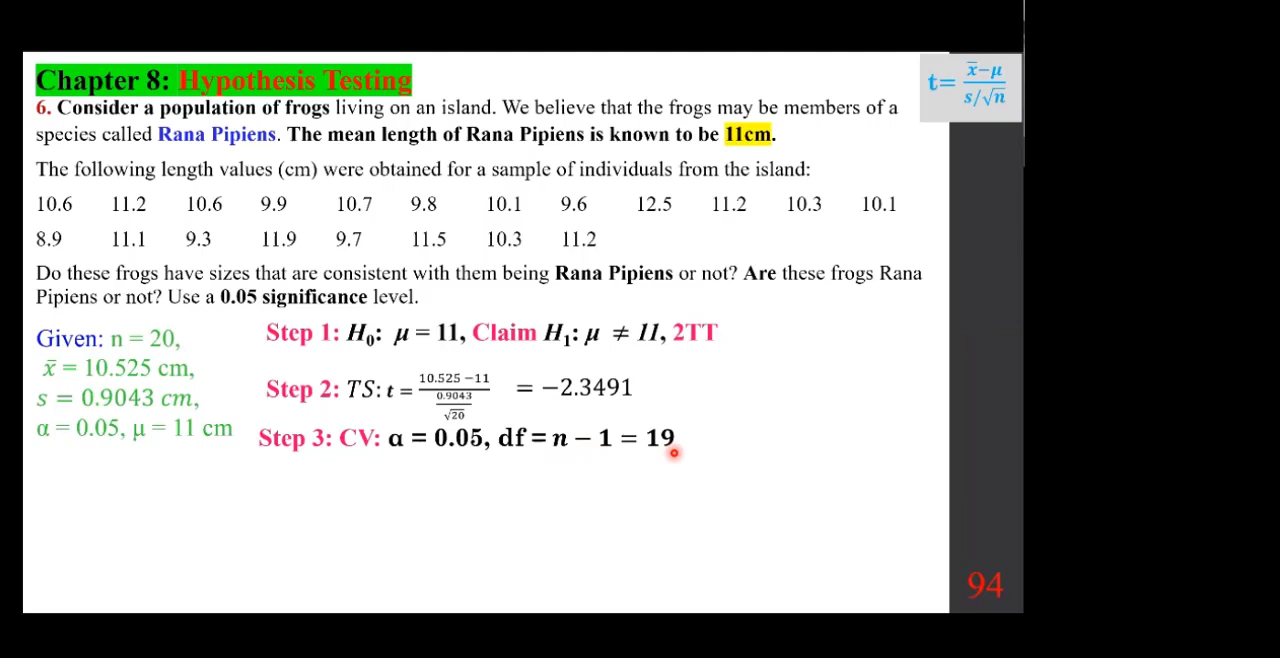 Chapter 8: Hypothesis Testing
t= x̄−μ / s/√n
6. Consider a population of frogs living on an island. We believe that the frogs may be members of a
species called Rana Pipiens. The mean length of Rana Pipiens is known to be 11cm.
The following length values (cm) were obtained for a sample of individuals from the island:
10.6 11.2 10.6 9.9 10.7 9.8 10.1 9.6 12.5 11.2 10.3 10.1
8.9 11.1 9.3 11.9 9.7 11.5 10.3 11.2
Do these frogs have sizes that are consistent with them being Rana Pipiens or not? Are these frogs Rana
Pipiens or not? Use a 0.05 significance level.
Given: n = 20,
x̄ = 10.525 cm,
s = 0.9043 cm,
α = 0.05, μ = 11 cm
Step 1: H₀: μ = 11, Claim H₁: μ ≠ 11, 2TT
Step 2: TS: t = 10.525 −11 / 0.9043 / √20 = −2.3491
Step 3: CV: α = 0.05, df = n − 1 = 19
94